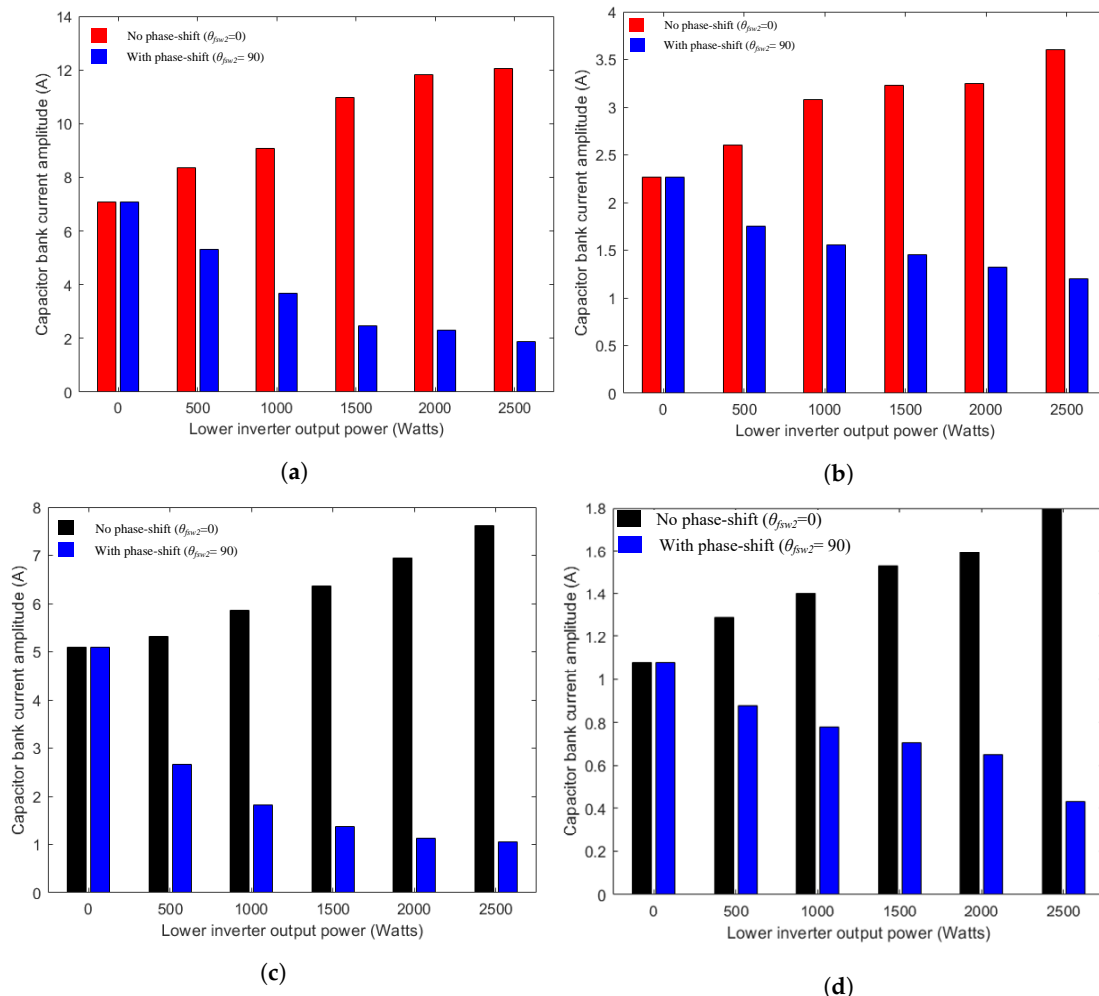 14
12
10
8
6
4
2
0
Capacitor bank current amplitude (A)
No phase-shift (θfsw2=0)
With phase-shift (θfsw2= 90)
0 500 1000 1500 2000 2500
Lower inverter output power (Watts)
(a)
4
3.5
3
2.5
2
1.5
1
0.5
0
Capacitor bank current amplitude (A)
No phase-shift (θfsw2=0)
With phase-shift (θfsw2= 90)
0 500 1000 1500 2000 2500
Lower inverter output power (Watts)
(b)
8
7
6
5
4
3
2
1
0
Capacitor bank current amplitude (A)
No phase-shift (θfsw2=0)
With phase-shift (θfsw2= 90)
0 500 1000 1500 2000 2500
Lower inverter output power (Watts)
(c)
1.8
1.6
1.4
1.2
1
0.8
0.6
0.4
0.2
0
Capacitor bank current amplitude (A)
No phase-shift (θfsw2=0)
With phase-shift (θfsw2= 90)
0 500 1000 1500 2000 2500
Lower inverter output power (Watts)
(d)